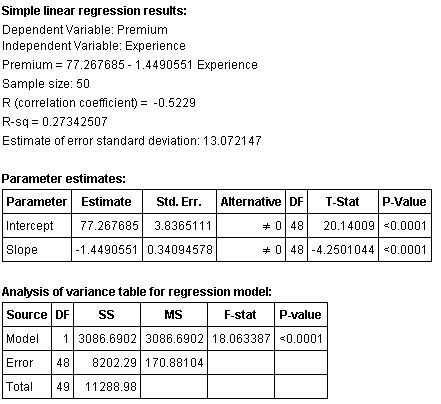 Simple linear regression results:
Dependent Variable: Premium
Independent Variable: Experience
Premium = 77.267685 - 1.4490551 Experience
Sample size: 50
R (correlation coefficient) = -0.5229
R-sq = 0.27342507
Estimate of error standard deviation: 13.072147
Parameter estimates:
Parameter Estimate Std. Err. Alternative DF T-Stat P-Value
Intercept 77.267685 3.8365111 ≠ 0 48 20.14009 <0.0001
Slope -1.4490551 0.34094578 ≠ 0 48 -4.2501044 <0.0001
Analysis of variance table for regression model:
Source DF SS MS F-stat P-value
Model 1 3086.6902 3086.6902 18.063387 <0.0001
Error 48 8202.29 170.88104
Total 49 11288.98